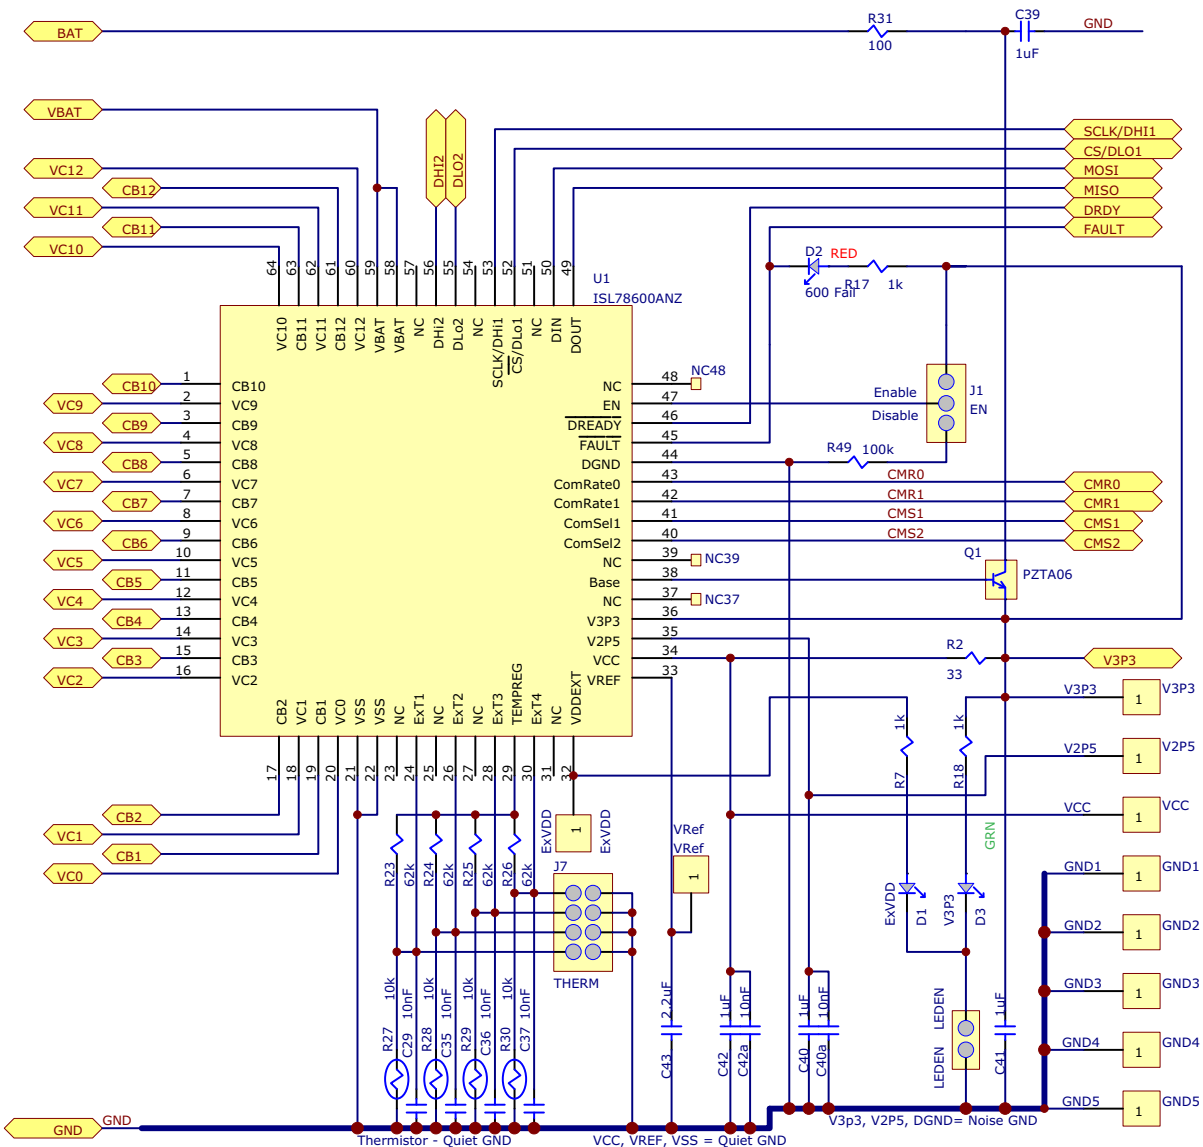 BAT
R31
100
C39
1uF
GND
VBAT
VC12
CB12
VC11
CB11
VC10
DHI2
DLO2
SCLK/DHI1
CS/DLO1
MOSI
MISO
DRDY
FAULT
D2
RED
600 Fail
R17
1k
U1
ISL78600ANZ
64
63
62
61
60
59
58
57
56
55
54
53
52
51
50
49
VC10
CB11
VC11
CB12
VC12
VBAT
VBAT
NC
DHi2
DLo2
NC
SCLK/DHi1
CS/DLo1
NC
DIN
DOUT
CB10
1
CB10
VC9
2
VC9
CB9
3
CB9
VC8
4
VC8
CB8
5
CB8
VC7
6
VC7
CB7
7
CB7
VC6
8
VC6
CB6
9
CB6
VC5
10
VC5
CB5
11
CB5
VC4
12
VC4
CB4
13
CB4
VC3
14
VC3
CB3
15
CB3
VC2
16
VC2
NC
48
NC48
EN
47
DREADY
46
FAULT
45
DGND
44
ComRate0
43
ComRate1
42
ComSel1
41
ComSel2
40
NC
39
NC39
Base
38
NC
37
NC37
V3P3
36
V2P5
35
VCC
34
VREF
33
Enable
Disable
J1
EN
R49
100k
CMR0
CMR1
CMS1
CMS2
CMR0
CMR1
CMS1
CMS2
Q1
PZTA06
R2
33
V3P3
CB2
VC1
CB1
VC0
VSS
VSS
NC
ExT1
NC
ExT2
NC
ExT3
TEMPREG
ExT4
NC
VDDEXT
17
18
19
20
21
22
23
24
25
26
27
28
29
30
31
32
CB2
VC1
CB1
VC0
R23
62k
R24
62k
R25
62k
R26
62k
ExVDD
1
ExVDD
J7
THERM
VRef
VRef
1
1k
R7
1k
R18
GRN
ExVDD
D1
V3P3
D3
V3P3
1
V3P3
V2P5
1
V2P5
VCC
1
VCC
GND1
1
GND1
GND2
1
GND2
GND3
1
GND3
GND4
1
GND4
GND5
1
GND5
10k
R27
10nF
C29
10k
R28
10nF
C35
10k
R29
10nF
C36
10k
R30
10nF
C37
2.2uF
C43
1uF
C42
10nF
C42a
1uF
C40
10nF
C40a
LEDEN
LEDEN
1uF
C41
GND
GND
Thermistor - Quiet GND
VCC, VREF, VSS = Quiet GND
V3p3, V2P5, DGND= Noise GND